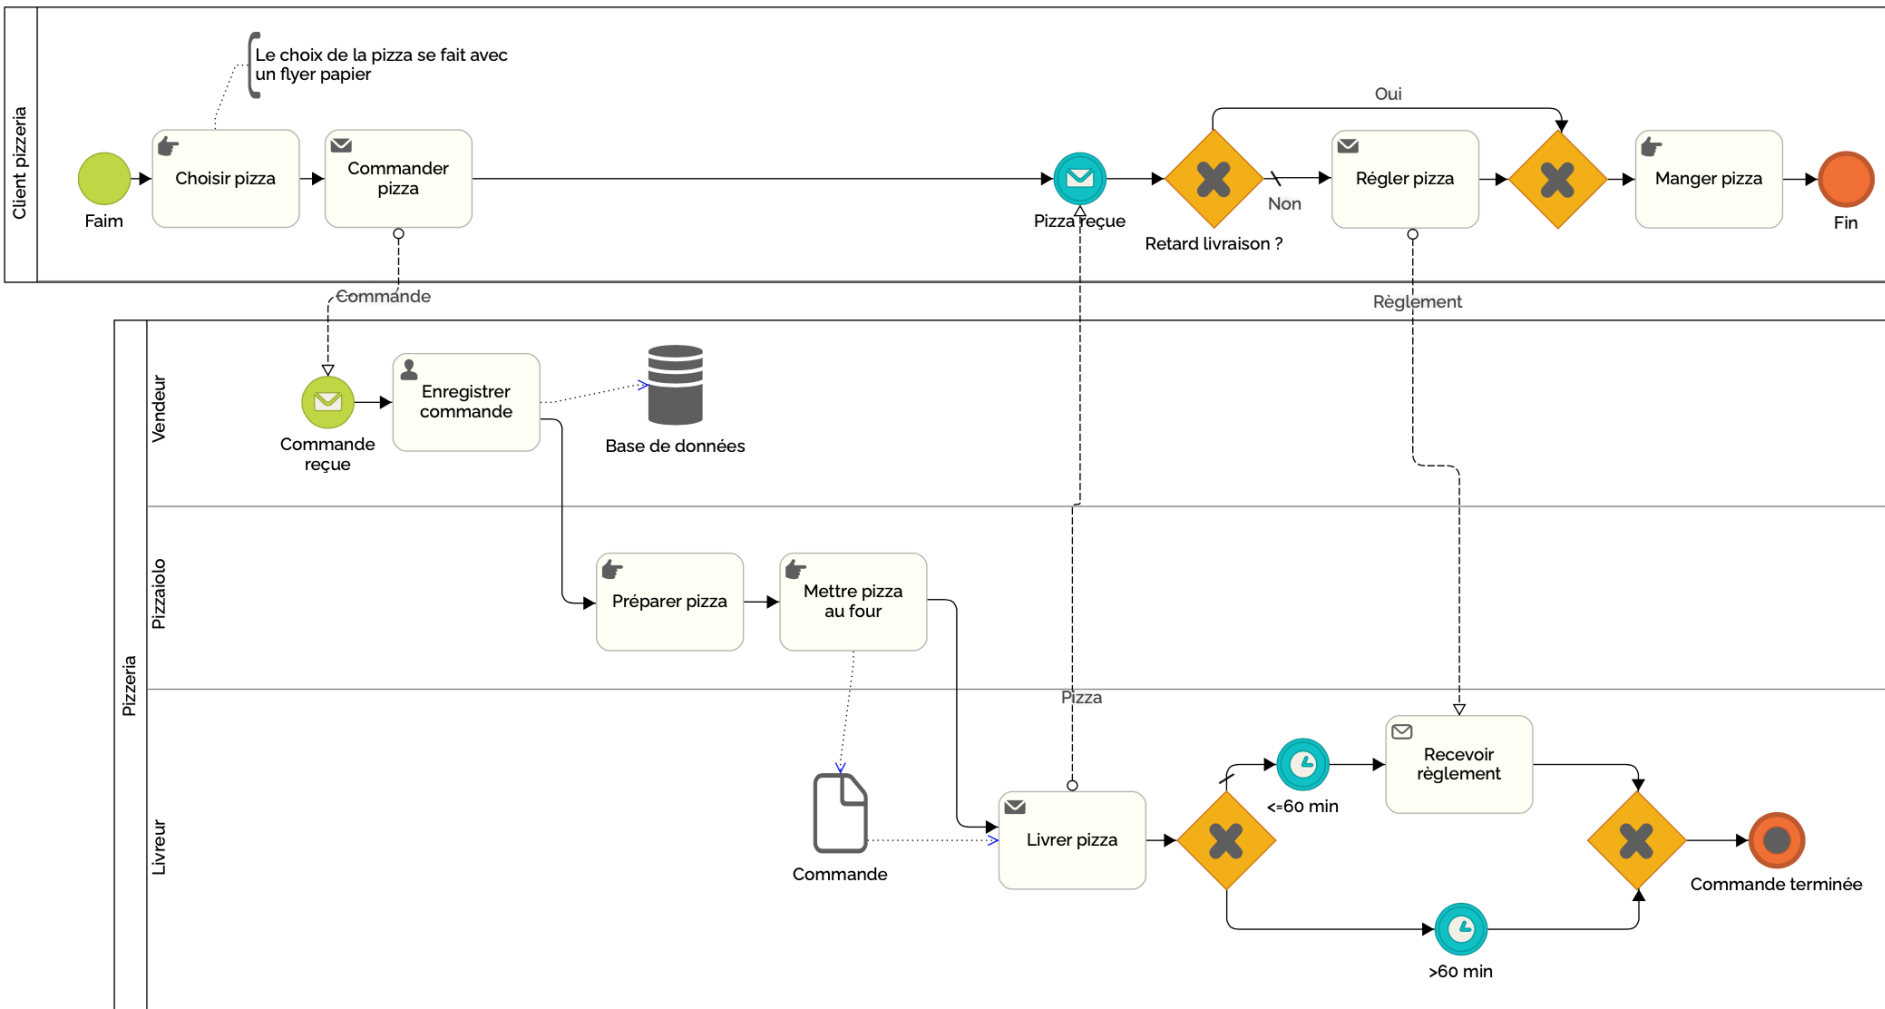 Client pizzeria
Le choix de la pizza se fait avec
un flyer papier
Faim
Choisir pizza
Commander
pizza
Pizza reçue
Retard livraison ?
Oui
Non
Régler pizza
Manger pizza
Fin
Commande
Règlement
Pizzeria
Vendeur
Commande
reçue
Enregistrer
commande
Base de données
Pizzaiolo
Préparer pizza
Mettre pizza
au four
Pizza
Livreur
Commande
Livrer pizza
<=60 min
Recevoir
règlement
>60 min
Commande terminée